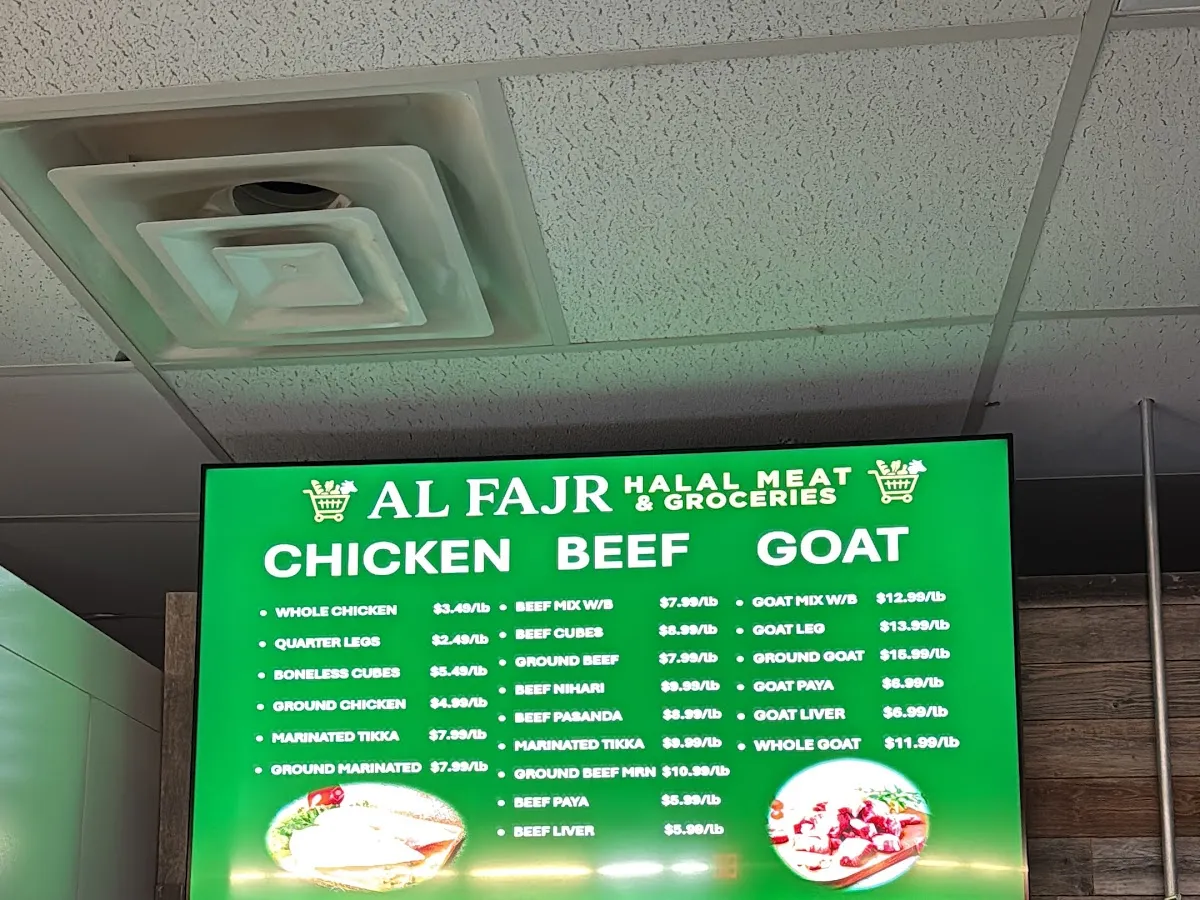 AL FAJR HALAL MEAT
& GROCERIES
CHICKEN
• WHOLE CHICKEN $3.49/lb
• QUARTER LEGS $2.49/lb
• BONELESS CUBES $5.49/lb
• GROUND CHICKEN $4.99/lb
• MARINATED TIKKA $7.99/lb
• GROUND MARINATED $7.99/lb
BEEF
• BEEF MIX W/B $7.99/lb
• BEEF CUBES $8.99/lb
• GROUND BEEF $7.99/lb
• BEEF NIHARI $9.99/lb
• BEEF PASANDA $8.99/lb
• MARINATED TIKKA $9.99/lb
• GROUND BEEF MRN $10.99/lb
• BEEF PAYA $5.99/lb
• BEEF LIVER $5.99/lb
GOAT
• GOAT MIX W/B $12.99/lb
• GOAT LEG $13.99/lb
• GROUND GOAT $15.99/lb
• GOAT PAYA $6.99/lb
• GOAT LIVER $6.99/lb
• WHOLE GOAT $11.99/lb